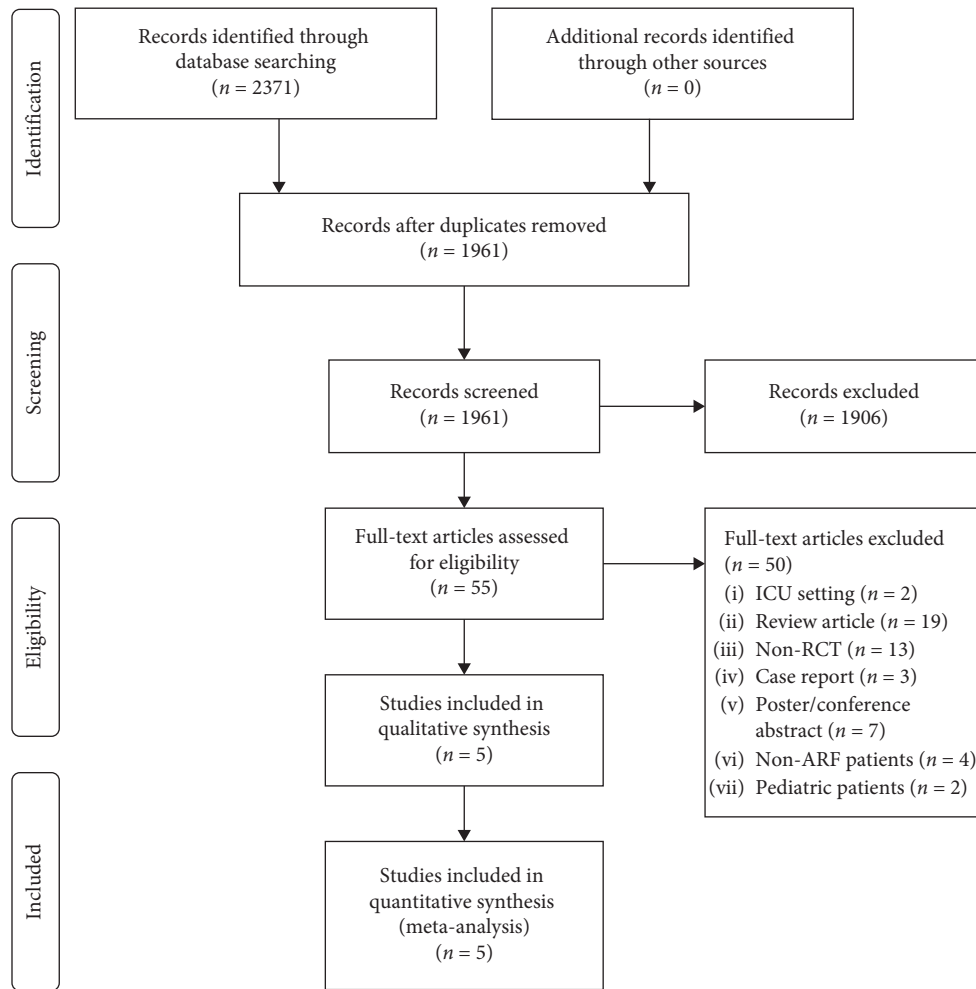 Identification
Records identified through
database searching
(n = 2371)
Additional records identified
through other sources
(n = 0)
Records after duplicates removed
(n = 1961)
Screening
Records screened
(n = 1961)
Records excluded
(n = 1906)
Eligibility
Full-text articles assessed
for eligibility
(n = 55)
Full-text articles excluded
(n = 50)
(i) ICU setting (n = 2)
(ii) Review article (n = 19)
(iii) Non-RCT (n = 13)
(iv) Case report (n = 3)
(v) Poster/conference
abstract (n = 7)
(vi) Non-ARF patients (n = 4)
(vii) Pediatric patients (n = 2)
Studies included in
qualitative synthesis
(n = 5)
Included
Studies included in
quantitative synthesis
(meta-analysis)
(n = 5)